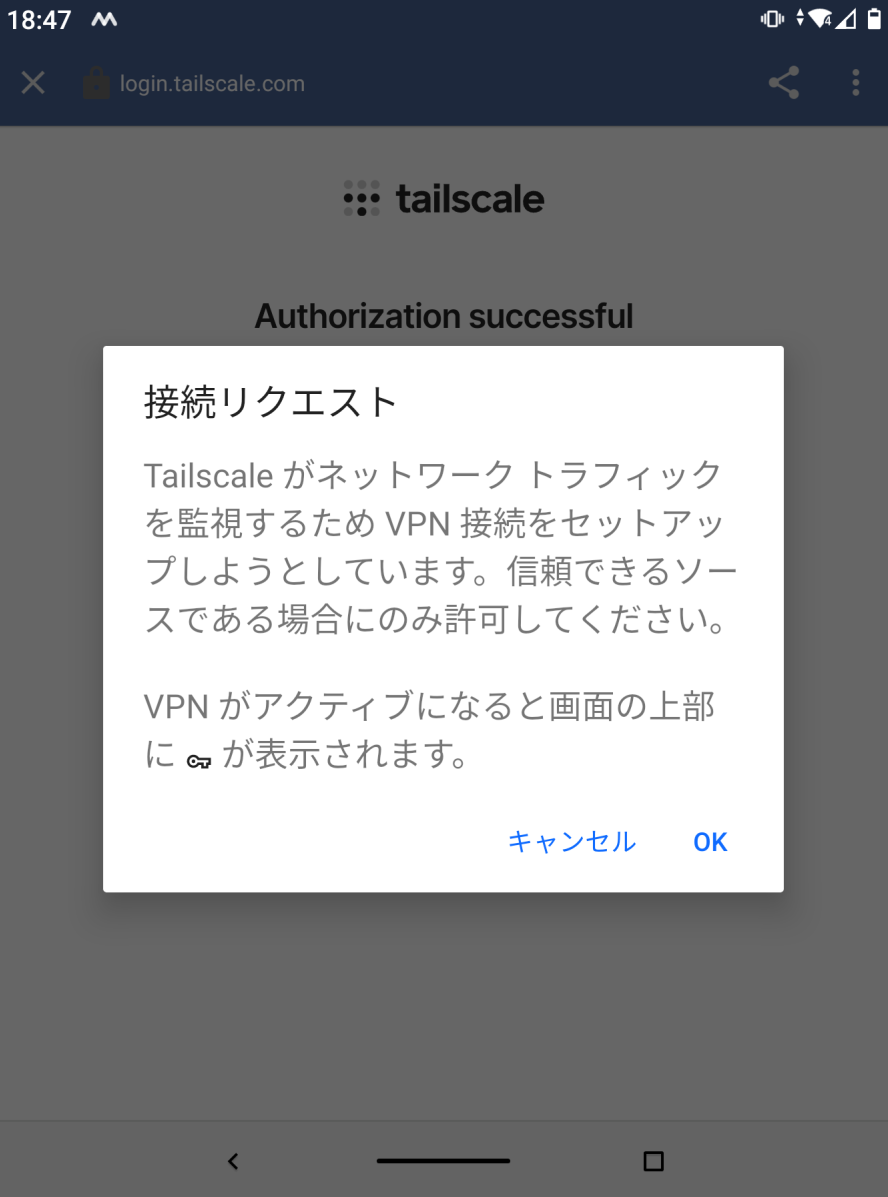 18:47
login.tailscale.com
tailscale
Authorization successful
接続リクエスト
Tailscale がネットワーク トラフィック
を監視するため VPN 接続をセットアッ
プしようとしています。信頼できるソー
スである場合にのみ許可してください。
VPN がアクティブになると画面の上部
に が表示されます。
キャンセル OK